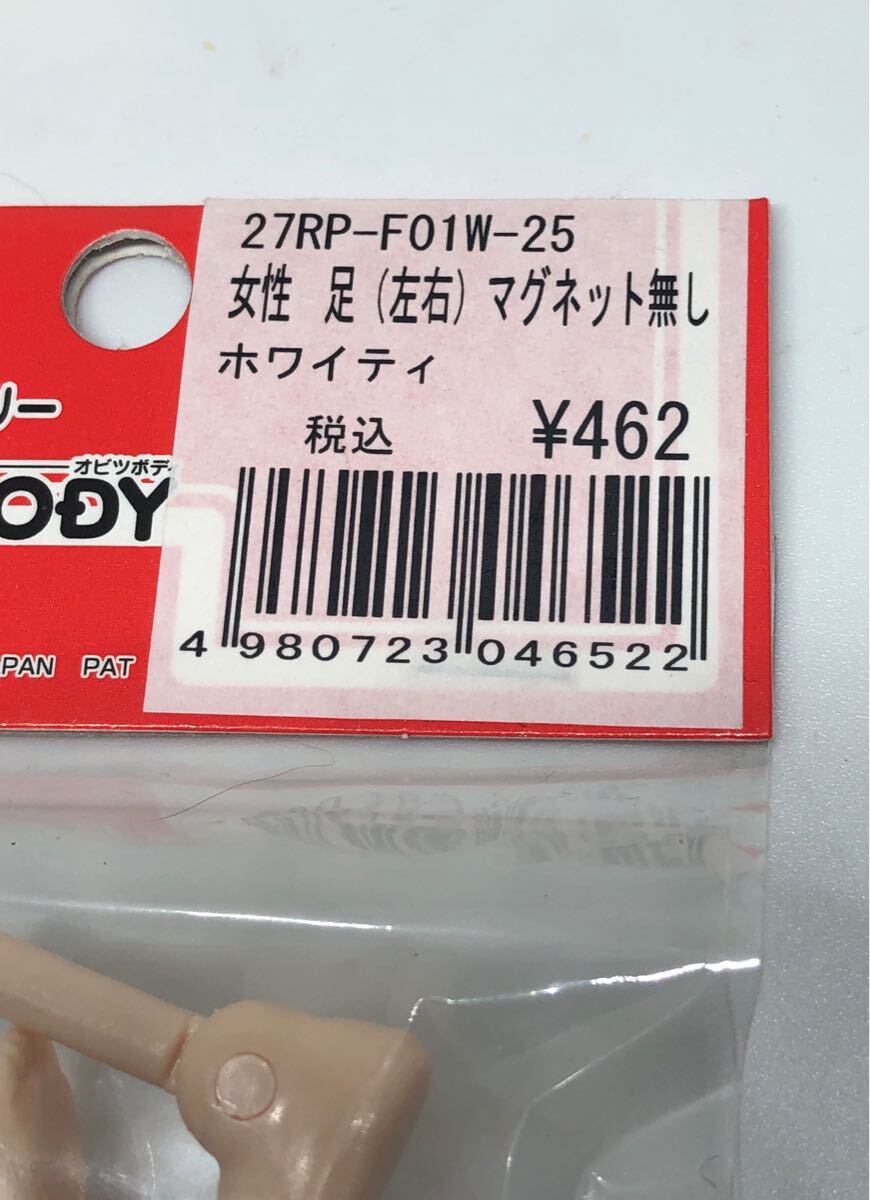 27RP-F01W-25
女性 足(左右)マグネット無し
ホワイティ
税込 ¥462
リー
オビツボディ
ODY
4 980723 046522
PAN PAT